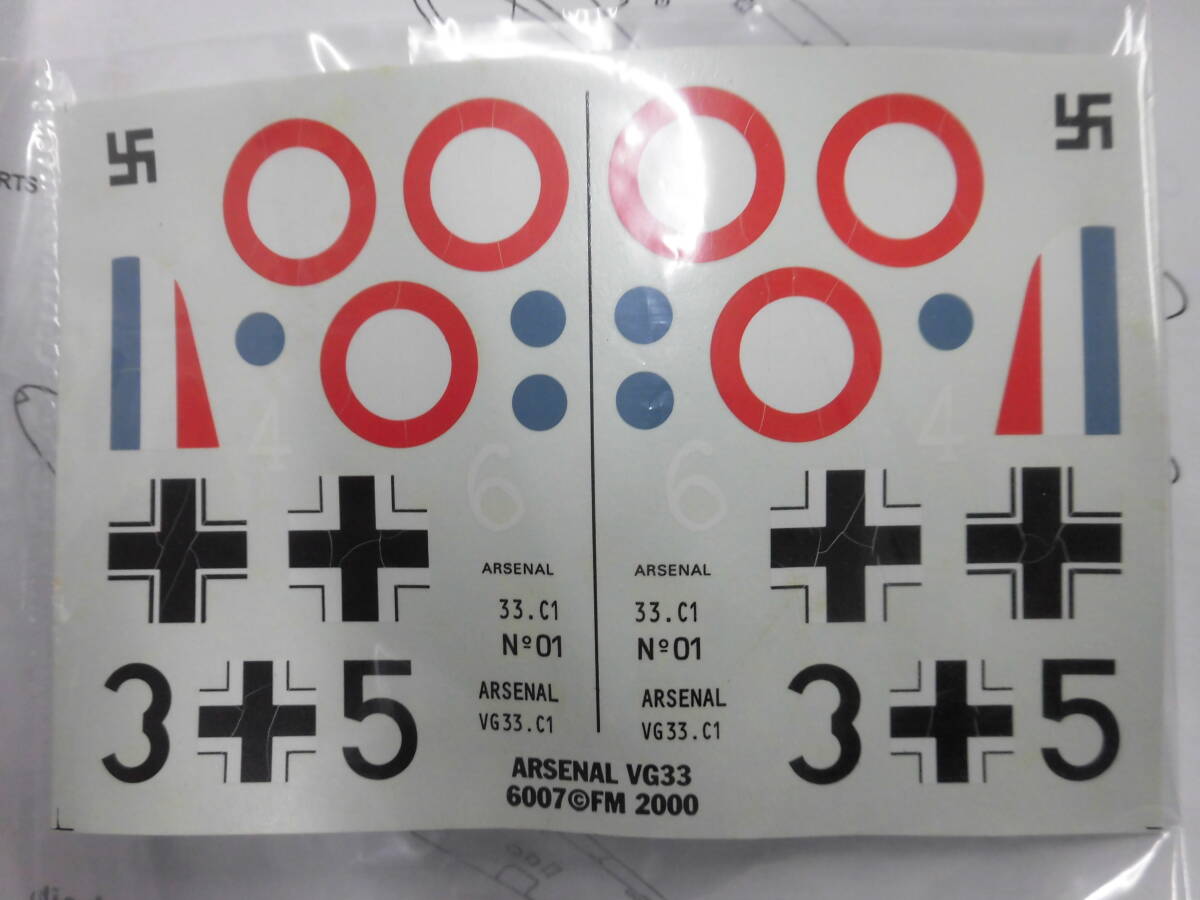 RTS
4
4
6
6
ARSENAL
33.C1
Nº01
ARSENAL
VG33.C1
ARSENAL
33.C1
Nº01
ARSENAL
VG33.C1
3
5
3
5
ARSENAL VG33
6007©FM 2000